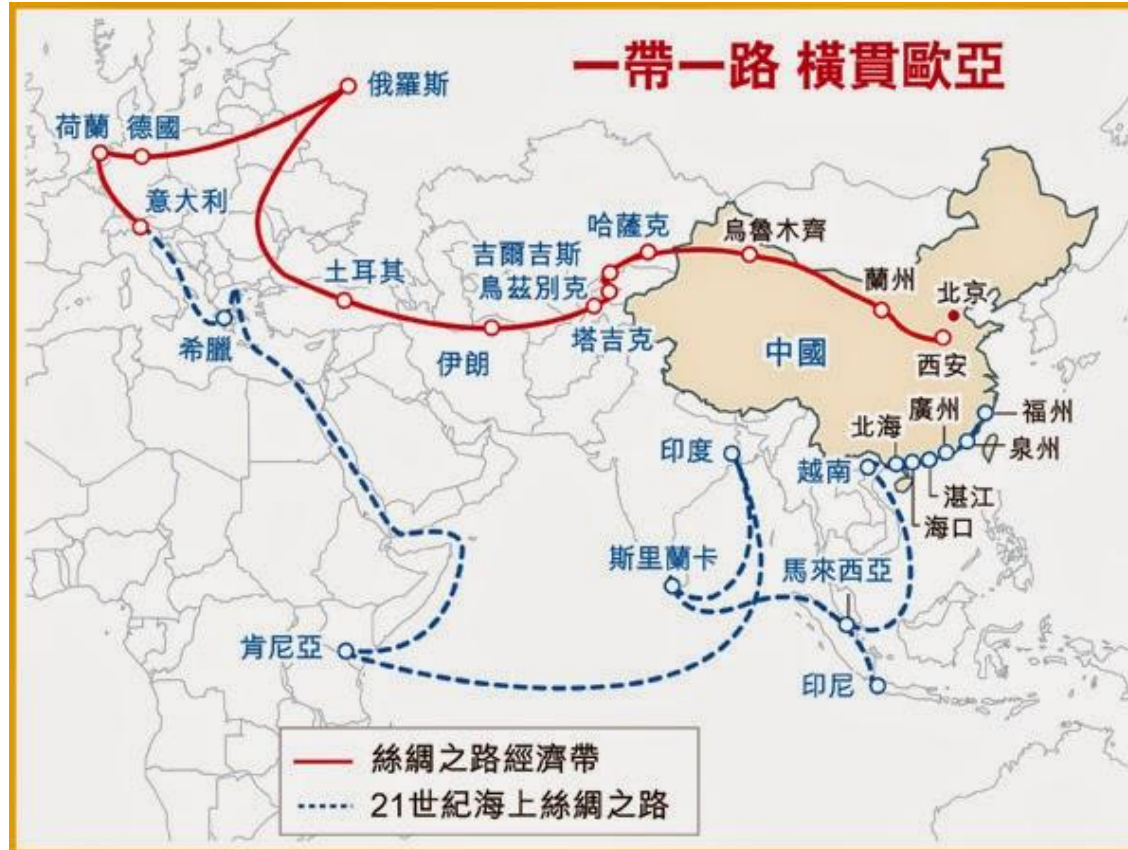 一帶一路 橫貫歐亞
俄羅斯
荷蘭 德國
意大利
哈薩克
烏魯木齊
吉爾吉斯
烏茲別克
土耳其
蘭州
北京
塔吉克
希臘
伊朗
中國
西安
廣州
福州
北海
泉州
印度
越南
湛江
海口
斯里蘭卡
馬來西亞
肯尼亞
印尼
絲綢之路經濟帶
21世紀海上絲綢之路